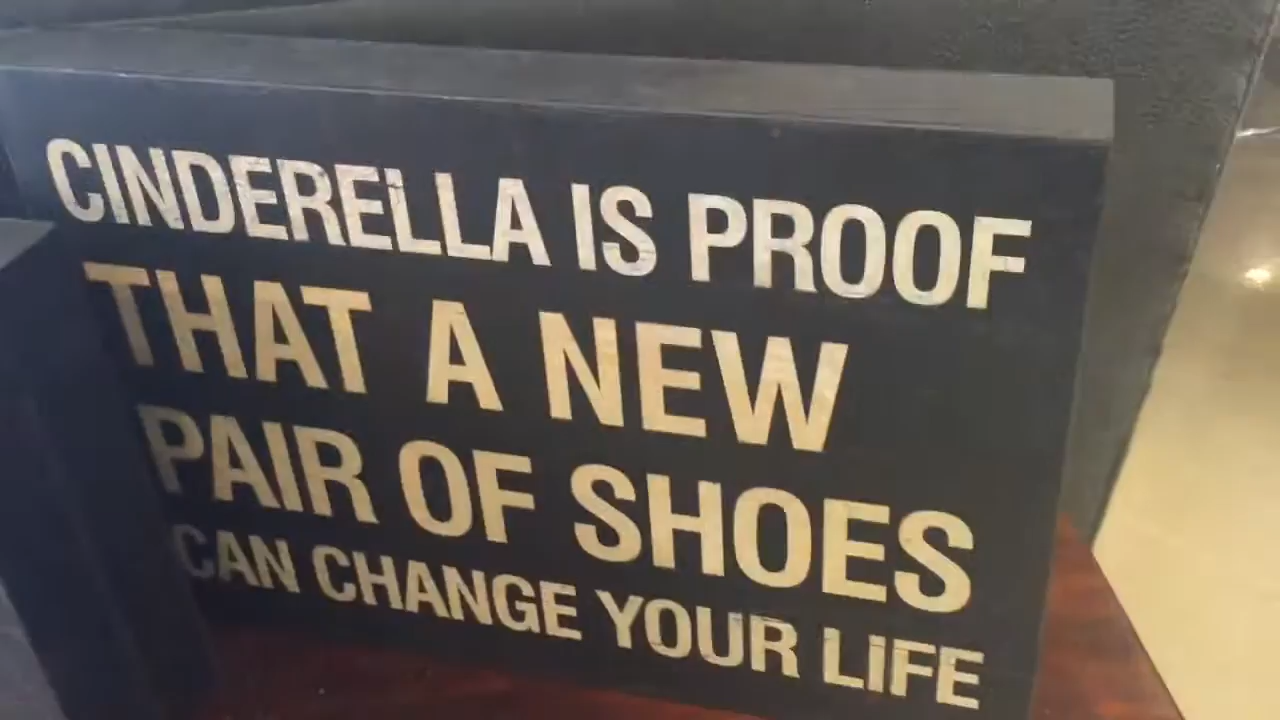 CINDERELLA IS PROOF
THAT A NEW
PAIR OF SHOES
CAN CHANGE YOUR LIFE